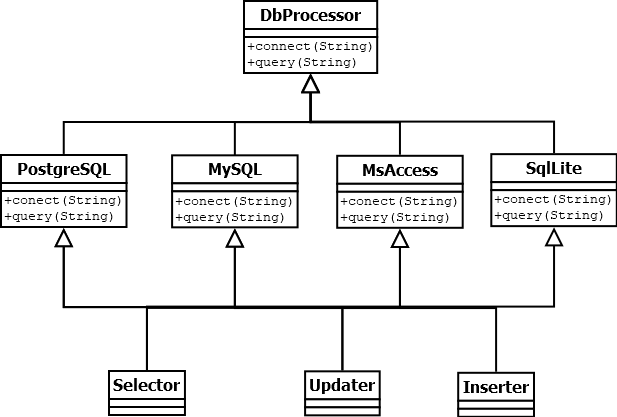 DbProcessor
+connect(String)
+query(String)
PostgreSQL
+conect(String)
+query(String)
MySQL
+conect(String)
+query(String)
MsAccess
+conect(String)
+query(String)
SqlLite
+conect(String)
+query(String)
Selector
Updater
Inserter